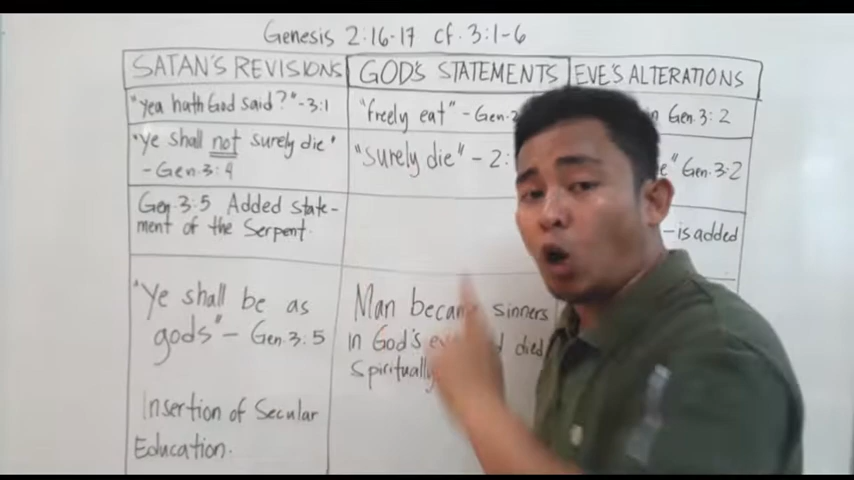 Genesis 2:16-17 cf. 3:1-6
SATAN'S REVISIONS
GOD'S STATEMENTS
EVE'S ALTERATIONS
"yea hath God said?" -3:1
"freely eat" - Gen.
Gen. 3:2
"ye shall not surely die"
- Gen. 3:4
"surely die" - 2:
Gen. 3:2
Gen. 3:5 Added state-
ment of the Serpent.
-is added
"Ye shall be as
gods" - Gen. 3:5
Insertion of Secular
Education.
Man became sinners
in God's died
Spiritually